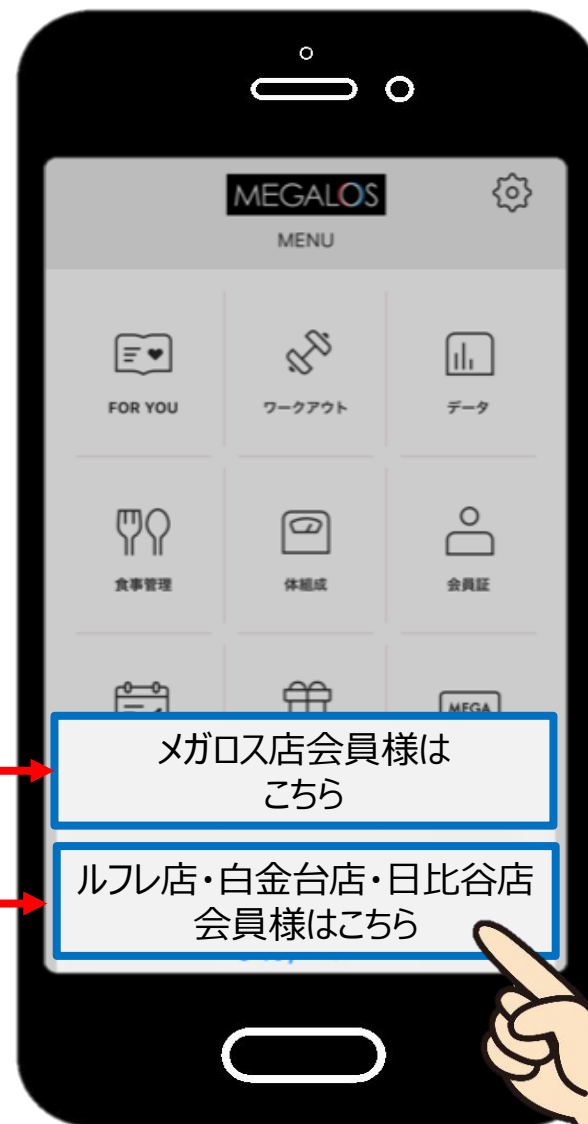 MEGALOS
MENU
FOR YOU
ワークアウト
データ
食事管理
体組成
会員証
MEGA
メガロス店会員様は
こちら
ルフレ店・白金台店・日比谷店
会員様はこちら